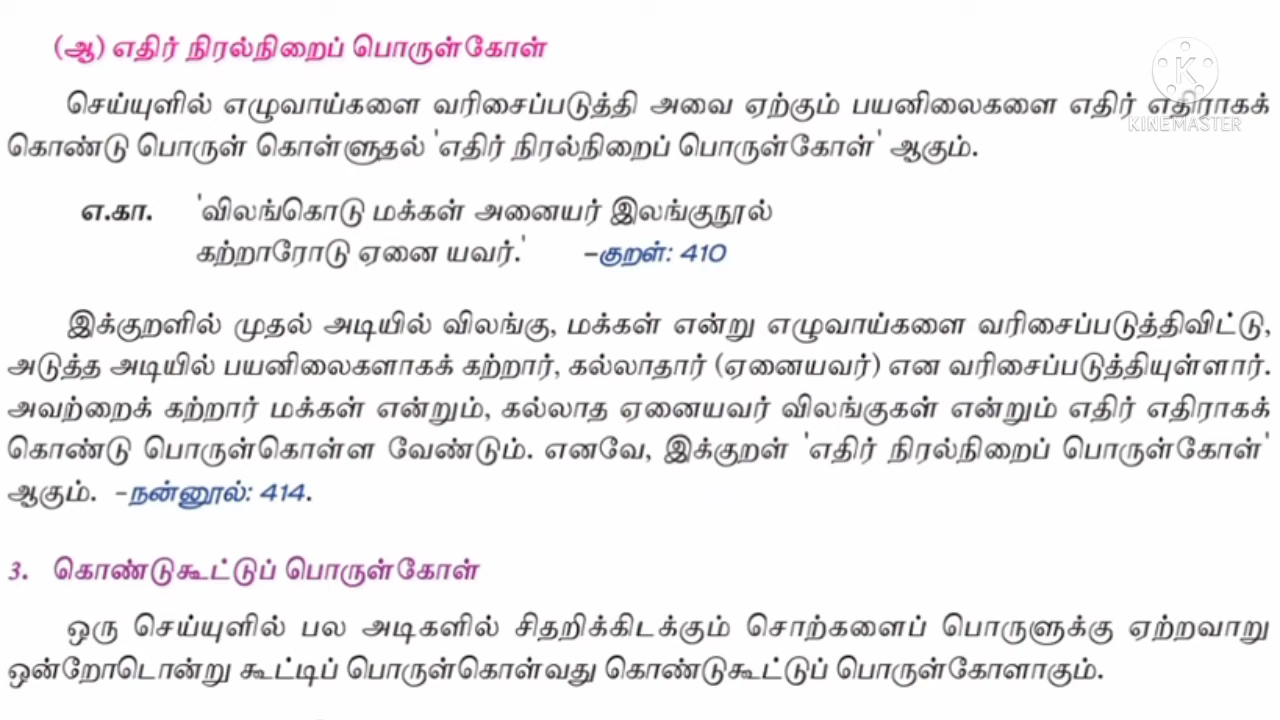 (ஆ) எதிர் நிரல்நிறைப் பொருள்கோள்
செய்யுளில் எழுவாய்களை வரிசைப்படுத்தி அவை ஏற்கும் பயனிலைகளை எதிர் எதிராகக்
கொண்டு பொருள் கொள்ளுதல் 'எதிர் நிரல்நிறைப் பொருள்கோள்' ஆகும்.
எ.கா. 'விலங்கொடு மக்கள் அனையர் இலங்குநூல்
கற்றாரோடு ஏனை யவர்.' –குறள்: 410
இக்குறளில் முதல் அடியில் விலங்கு, மக்கள் என்று எழுவாய்களை வரிசைப்படுத்திவிட்டு,
அடுத்த அடியில் பயனிலைகளாகக் கற்றார், கல்லாதார் (ஏனையவர்) என வரிசைப்படுத்தியுள்ளார்.
அவற்றைக் கற்றார் மக்கள் என்றும், கல்லாத ஏனையவர் விலங்குகள் என்றும் எதிர் எதிராகக்
கொண்டு பொருள்கொள்ள வேண்டும். எனவே, இக்குறள் 'எதிர் நிரல்நிறைப் பொருள்கோள்'
ஆகும். –நன்னூல்: 414.
3. கொண்டுகூட்டுப் பொருள்கோள்
ஒரு செய்யுளில் பல அடிகளில் சிதறிக்கிடக்கும் சொற்களைப் பொருளுக்கு ஏற்றவாறு
ஒன்றோடொன்று கூட்டிப் பொருள்கொள்வது கொண்டுகூட்டுப் பொருள்கோளாகும்.
K
KINEMASTER